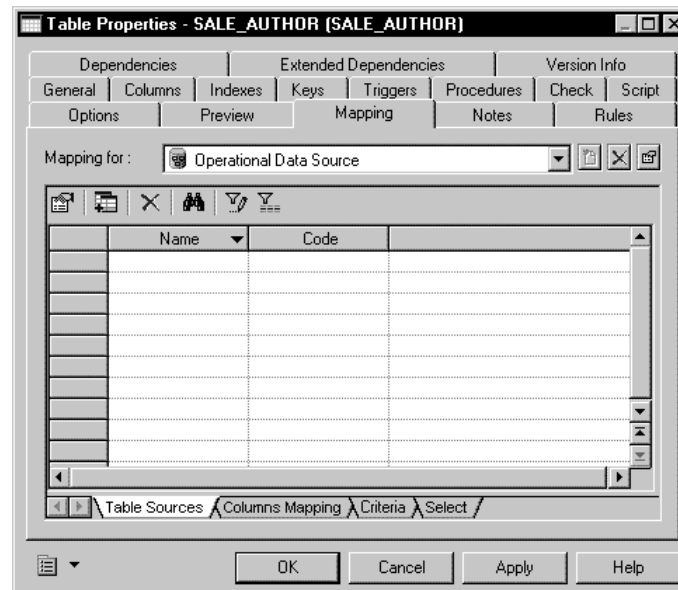 Table Properties - SALE_AUTHOR (SALE_AUTHOR)
Dependencies Extended Dependencies Version Info
General Columns Indexes Keys Triggers Procedures Check Script
Options Preview Mapping Notes Rules
Mapping for : Operational Data Source
Name Code
Table Sources Columns Mapping Criteria Select
OK Cancel Apply Help